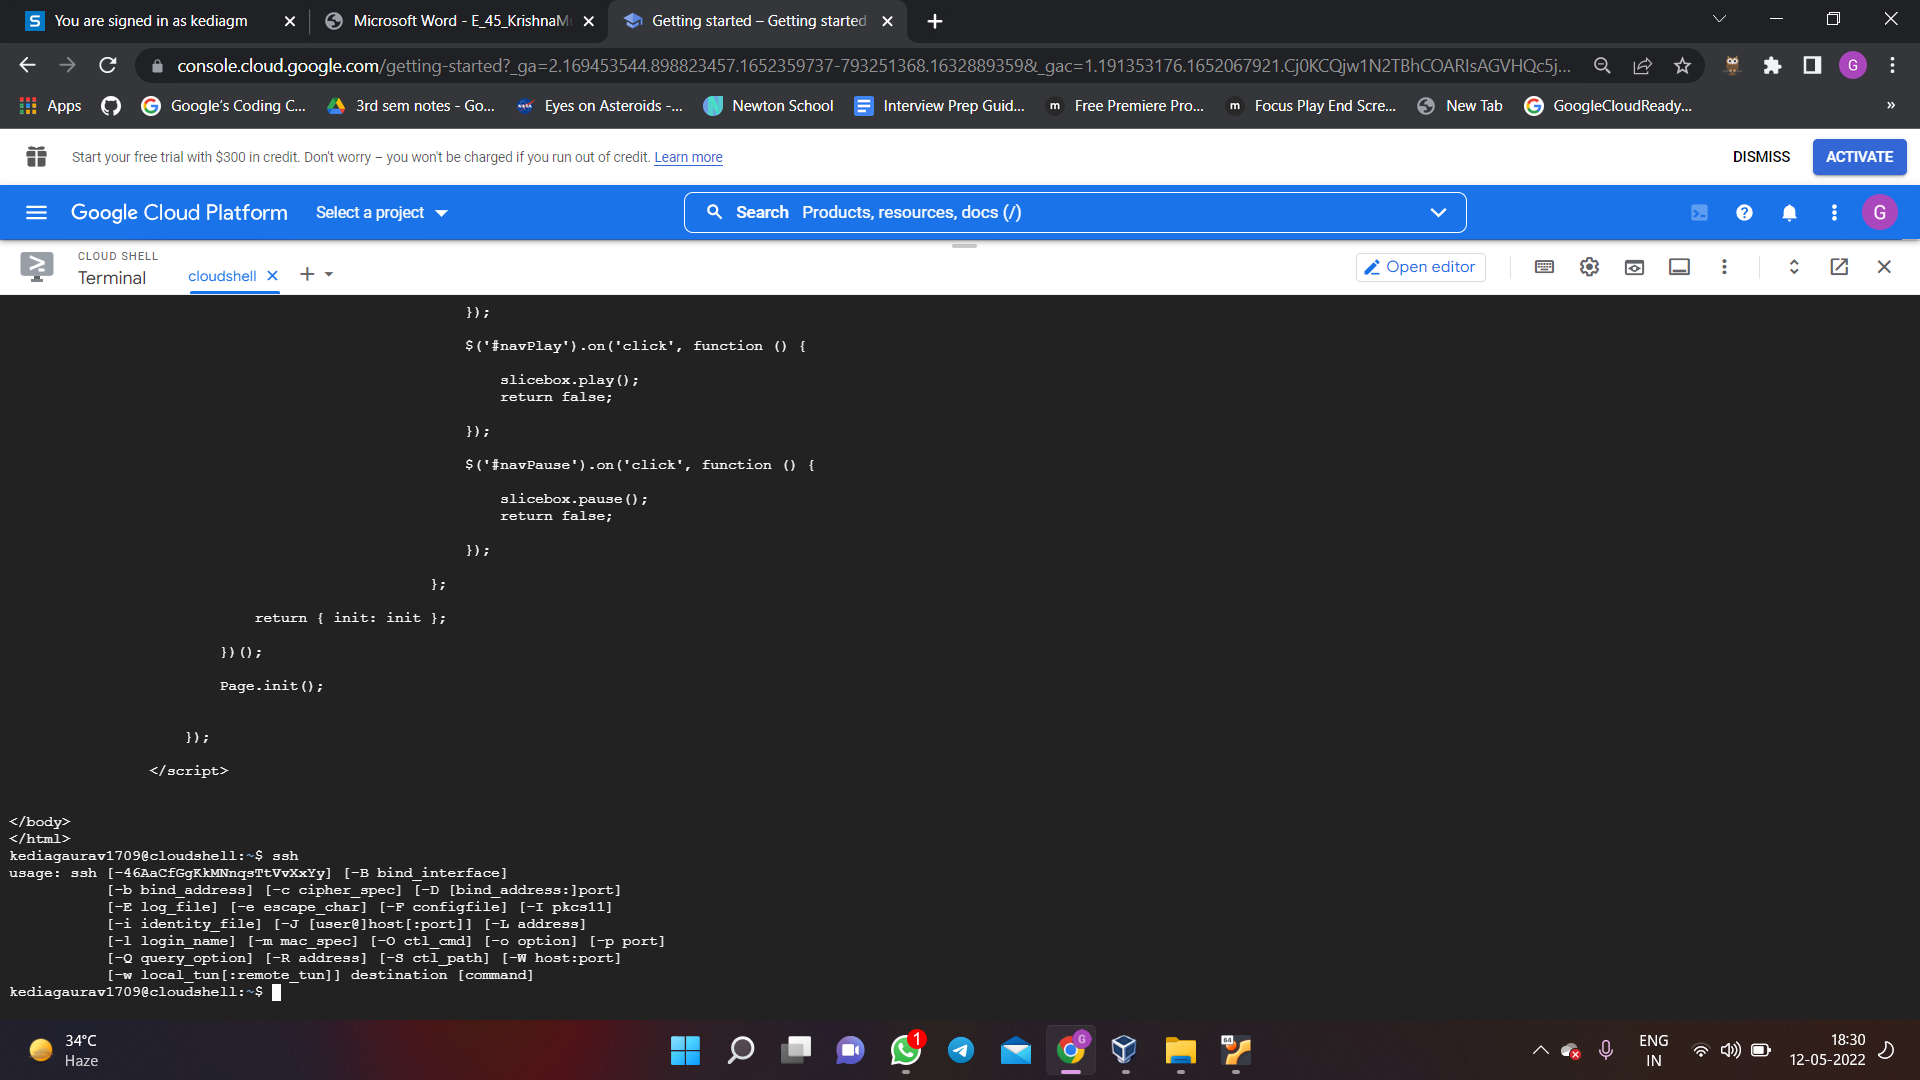 You are signed in as kediagm
Microsoft Word - E_45_KrishnaM
Getting started – Getting started
console.cloud.google.com/getting-started?_ga=2.169453544.898823457.1652359737-793251368.1632889359&_gac=1.191353176.1652067921.Cj0KCQjw1N2TBhCOARIsAGVHQc5j...
G
Apps
Google's Coding C...
3rd sem notes - Go...
Eyes on Asteroids -...
Newton School
Interview Prep Guid...
m
Free Premiere Pro...
m
Focus Play End Scre...
New Tab
GoogleCloudReady...
»
Start your free trial with $300 in credit. Don't worry – you won't be charged if you run out of credit. Learn more
DISMISS
ACTIVATE
Google Cloud Platform
Select a project
Search Products, resources, docs (/)
G
CLOUD SHELL
Terminal
cloudshell
Open editor
});
$('#navPlay').on('click', function () {
slicebox.play();
return false;
});
$('#navPause').on('click', function () {
slicebox.pause();
return false;
});
};
return { init: init };
})();
Page.init();
});
</script>
</body>
</html>
kediagaurav1709@cloudshell:~$ ssh
usage: ssh [-46AaCfGgKkMNnqsTtVvXxYy] [-B bind_interface]
[-b bind_address] [-c cipher_spec] [-D [bind_address:]port]
[-E log_file] [-e escape_char] [-F configfile] [-I pkcs11]
[-i identity_file] [-J [user@]host[:port]] [-L address]
[-l login_name] [-m mac_spec] [-O ctl_cmd] [-o option] [-p port]
[-Q query_option] [-R address] [-S ctl_path] [-W host:port]
[-w local_tun[:remote_tun]] destination [command]
kediagaurav1709@cloudshell:~$
34°C
Haze
1
G
64
ENG
IN
18:30
12-05-2022